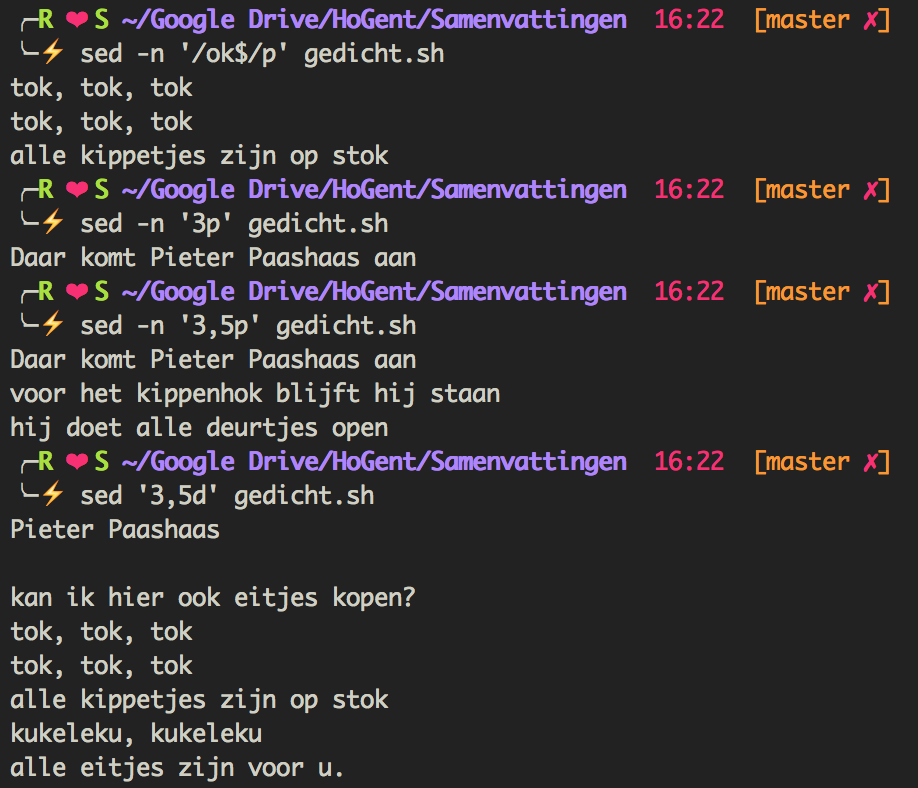 ╭─R ❤ S ~/Google Drive/HoGent/Samenvattingen 16:22 [master ✗]
╰─⚡ sed -n '/ok$/p' gedicht.sh
tok, tok, tok
tok, tok, tok
alle kippetjes zijn op stok
╭─R ❤ S ~/Google Drive/HoGent/Samenvattingen 16:22 [master ✗]
╰─⚡ sed -n '3p' gedicht.sh
Daar komt Pieter Paashaas aan
╭─R ❤ S ~/Google Drive/HoGent/Samenvattingen 16:22 [master ✗]
╰─⚡ sed -n '3,5p' gedicht.sh
Daar komt Pieter Paashaas aan
voor het kippenhok blijft hij staan
hij doet alle deurtjes open
╭─R ❤ S ~/Google Drive/HoGent/Samenvattingen 16:22 [master ✗]
╰─⚡ sed '3,5d' gedicht.sh
Pieter Paashaas

kan ik hier ook eitjes kopen?
tok, tok, tok
tok, tok, tok
alle kippetjes zijn op stok
kukeleku, kukeleku
alle eitjes zijn voor u.